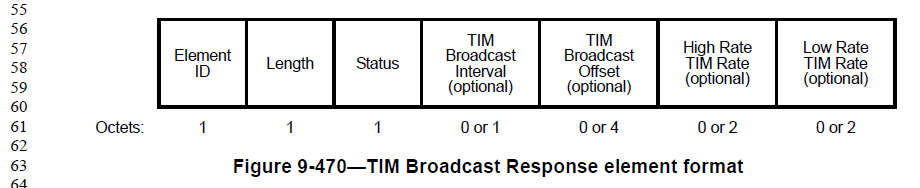 55
56
57
58
59
60
61
62
63
64
Element ID
Length
Status
TIM Broadcast Interval (optional)
TIM Broadcast Offset (optional)
High Rate TIM Rate (optional)
Low Rate TIM Rate (optional)
Octets: 1 1 1 0 or 1 0 or 4 0 or 2 0 or 2
Figure 9-470—TIM Broadcast Response element format